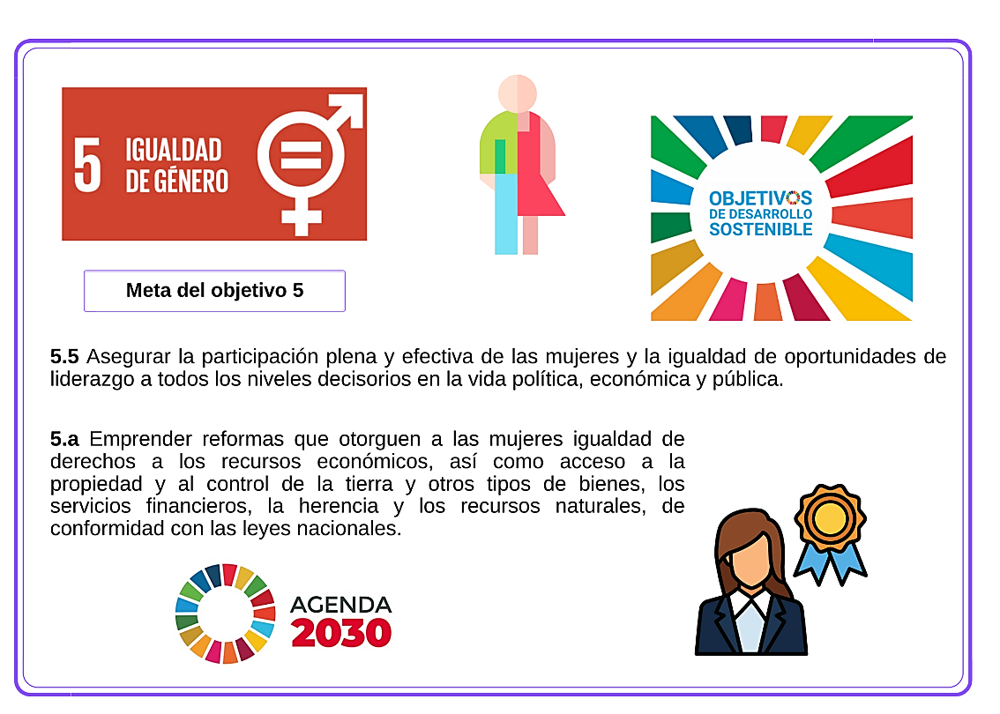 5 IGUALDAD
DE GÉNERO
OBJETIVOS
DE DESARROLLO
SOSTENIBLE
Meta del objetivo 5
5.5 Asegurar la participación plena y efectiva de las mujeres y la igualdad de oportunidades de
liderazgo a todos los niveles decisorios en la vida política, económica y pública.
5.a Emprender reformas que otorguen a las mujeres igualdad de
derechos a los recursos económicos, así como acceso a la
propiedad y al control de la tierra y otros tipos de bienes, los
servicios financieros, la herencia y los recursos naturales, de
conformidad con las leyes nacionales.
AGENDA
2030